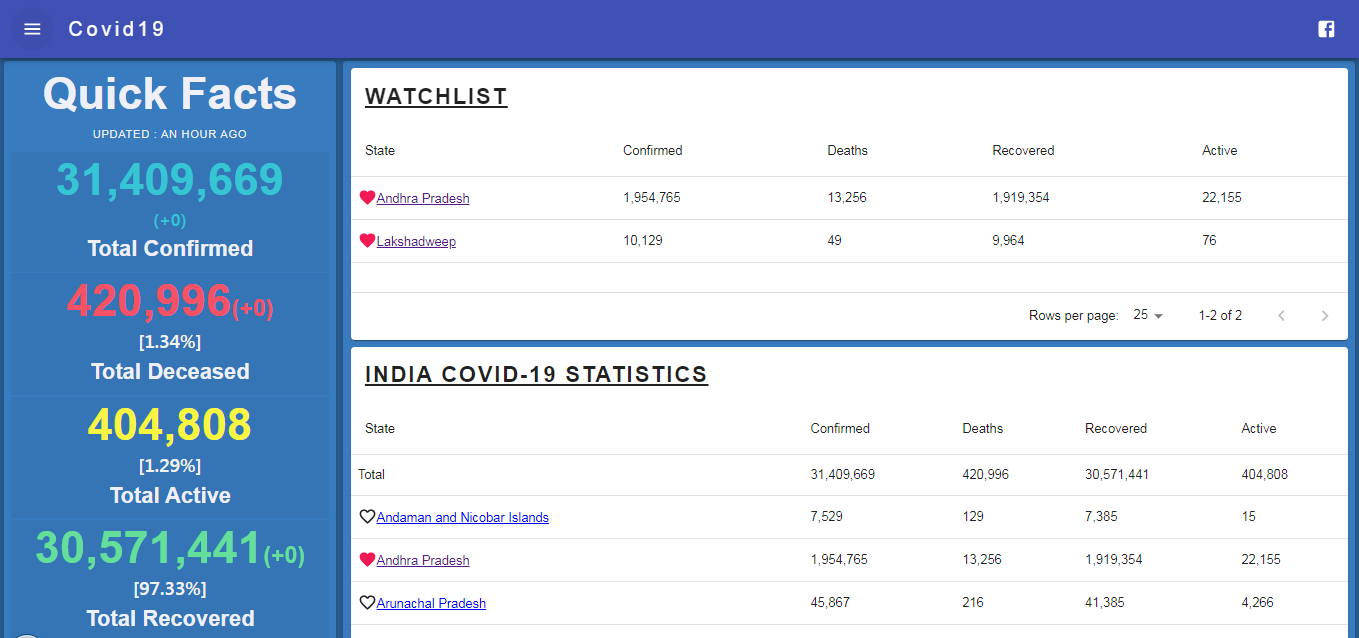 Covid19
Quick Facts
UPDATED : AN HOUR AGO
31,409,669
(+0)
Total Confirmed
420,996(+0)
[1.34%]
Total Deceased
404,808
[1.29%]
Total Active
30,571,441(+0)
[97.33%]
Total Recovered
WATCHLIST
State Confirmed Deaths Recovered Active
Andhra Pradesh 1,954,765 13,256 1,919,354 22,155
Lakshadweep 10,129 49 9,964 76
Rows per page: 25 1-2 of 2
INDIA COVID-19 STATISTICS
State Confirmed Deaths Recovered Active
Total 31,409,669 420,996 30,571,441 404,808
Andaman and Nicobar Islands 7,529 129 7,385 15
Andhra Pradesh 1,954,765 13,256 1,919,354 22,155
Arunachal Pradesh 45,867 216 41,385 4,266